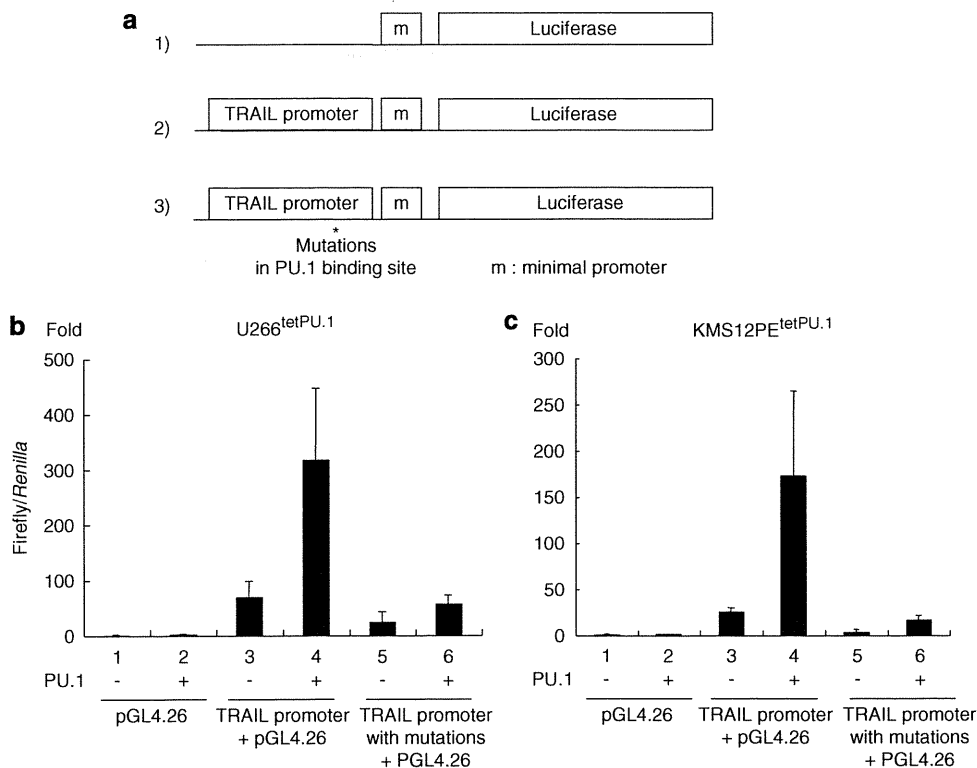 a
1)
m
Luciferase
2)
TRAIL promoter
m
Luciferase
3)
TRAIL promoter
m
Luciferase
*
Mutations
in PU.1 binding site
m : minimal promoter
b
Fold
U266tetPU.1
500
400
300
200
100
0
Firefly/Renilla
1 2 3 4 5 6
PU.1 - + - + - +
pGL4.26
TRAIL promoter
+ pGL4.26
TRAIL promoter
with mutations
+ PGL4.26
c
Fold
KMS12PEtetPU.1
300
250
200
150
100
50
0
1 2 3 4 5 6
PU.1 - + - + - +
pGL4.26
TRAIL promoter
+ pGL4.26
TRAIL promoter
with mutations
+ PGL4.26